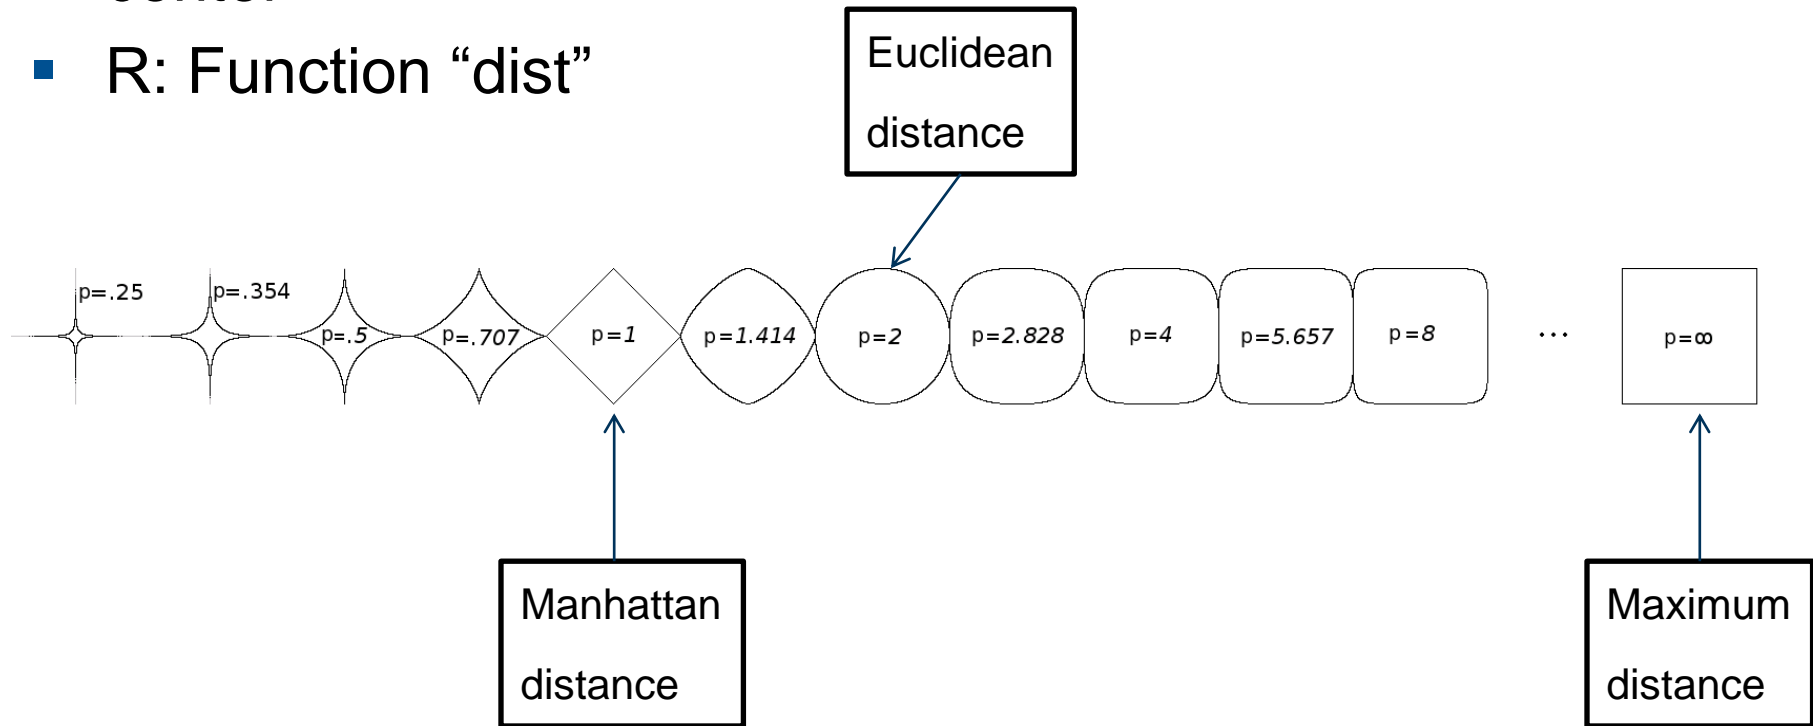 R: Function “dist”
Euclidean
distance
p=.25
p=.354
p=.5
p=.707
p=1
p=1.414
p=2
p=2.828
p=4
p=5.657
p=8
...
p=∞
Manhattan
distance
Maximum
distance